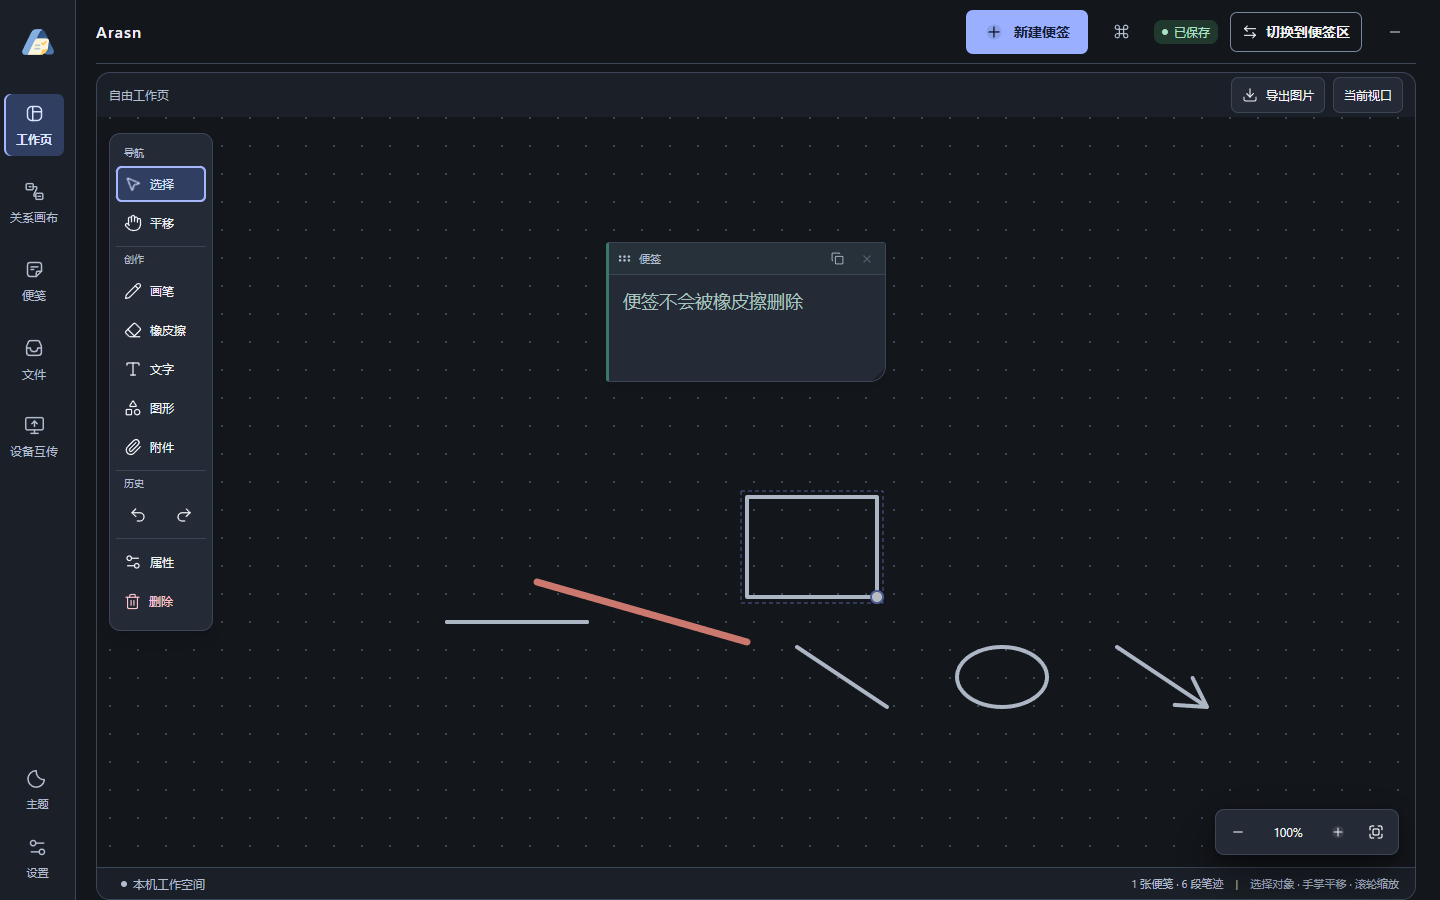 Arasn
新建便签
已保存
切换到便签区
工作页
关系画布
便笺
文件
设备互传
主题
设置
自由工作页
导出图片
当前视口
导航
选择
平移
创作
画笔
橡皮擦
文字
图形
附件
历史
属性
删除
便签
便签不会被橡皮擦删除
100%
本机工作空间
1 张便笺 · 6 段笔迹 | 选择对象 · 手掌平移 · 滚轮缩放